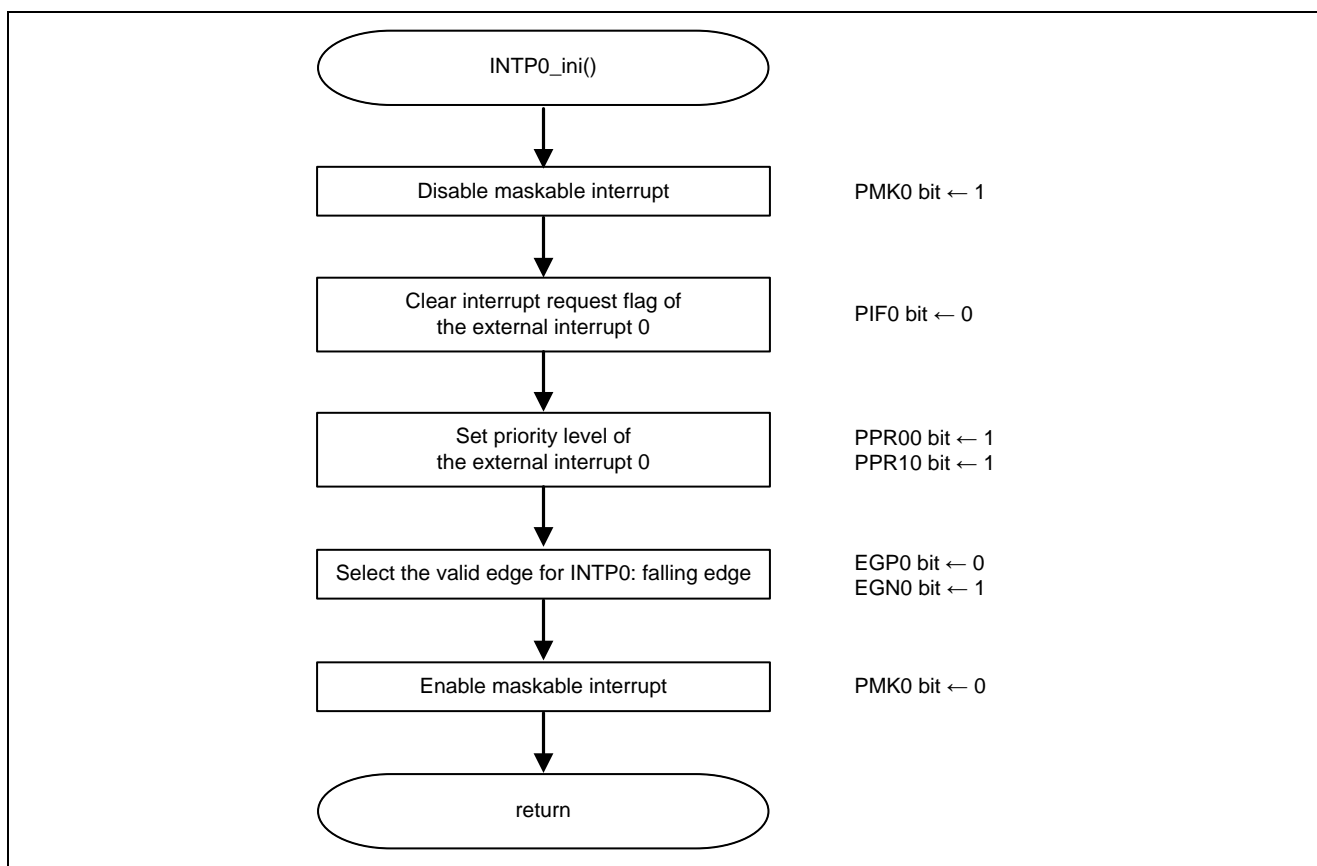 INTP0_ini()
Disable maskable interrupt
PMK0 bit ← 1
Clear interrupt request flag of
the external interrupt 0
PIF0 bit ← 0
Set priority level of
the external interrupt 0
PPR00 bit ← 1
PPR10 bit ← 1
Select the valid edge for INTP0: falling edge
EGP0 bit ← 0
EGN0 bit ← 1
Enable maskable interrupt
PMK0 bit ← 0
return